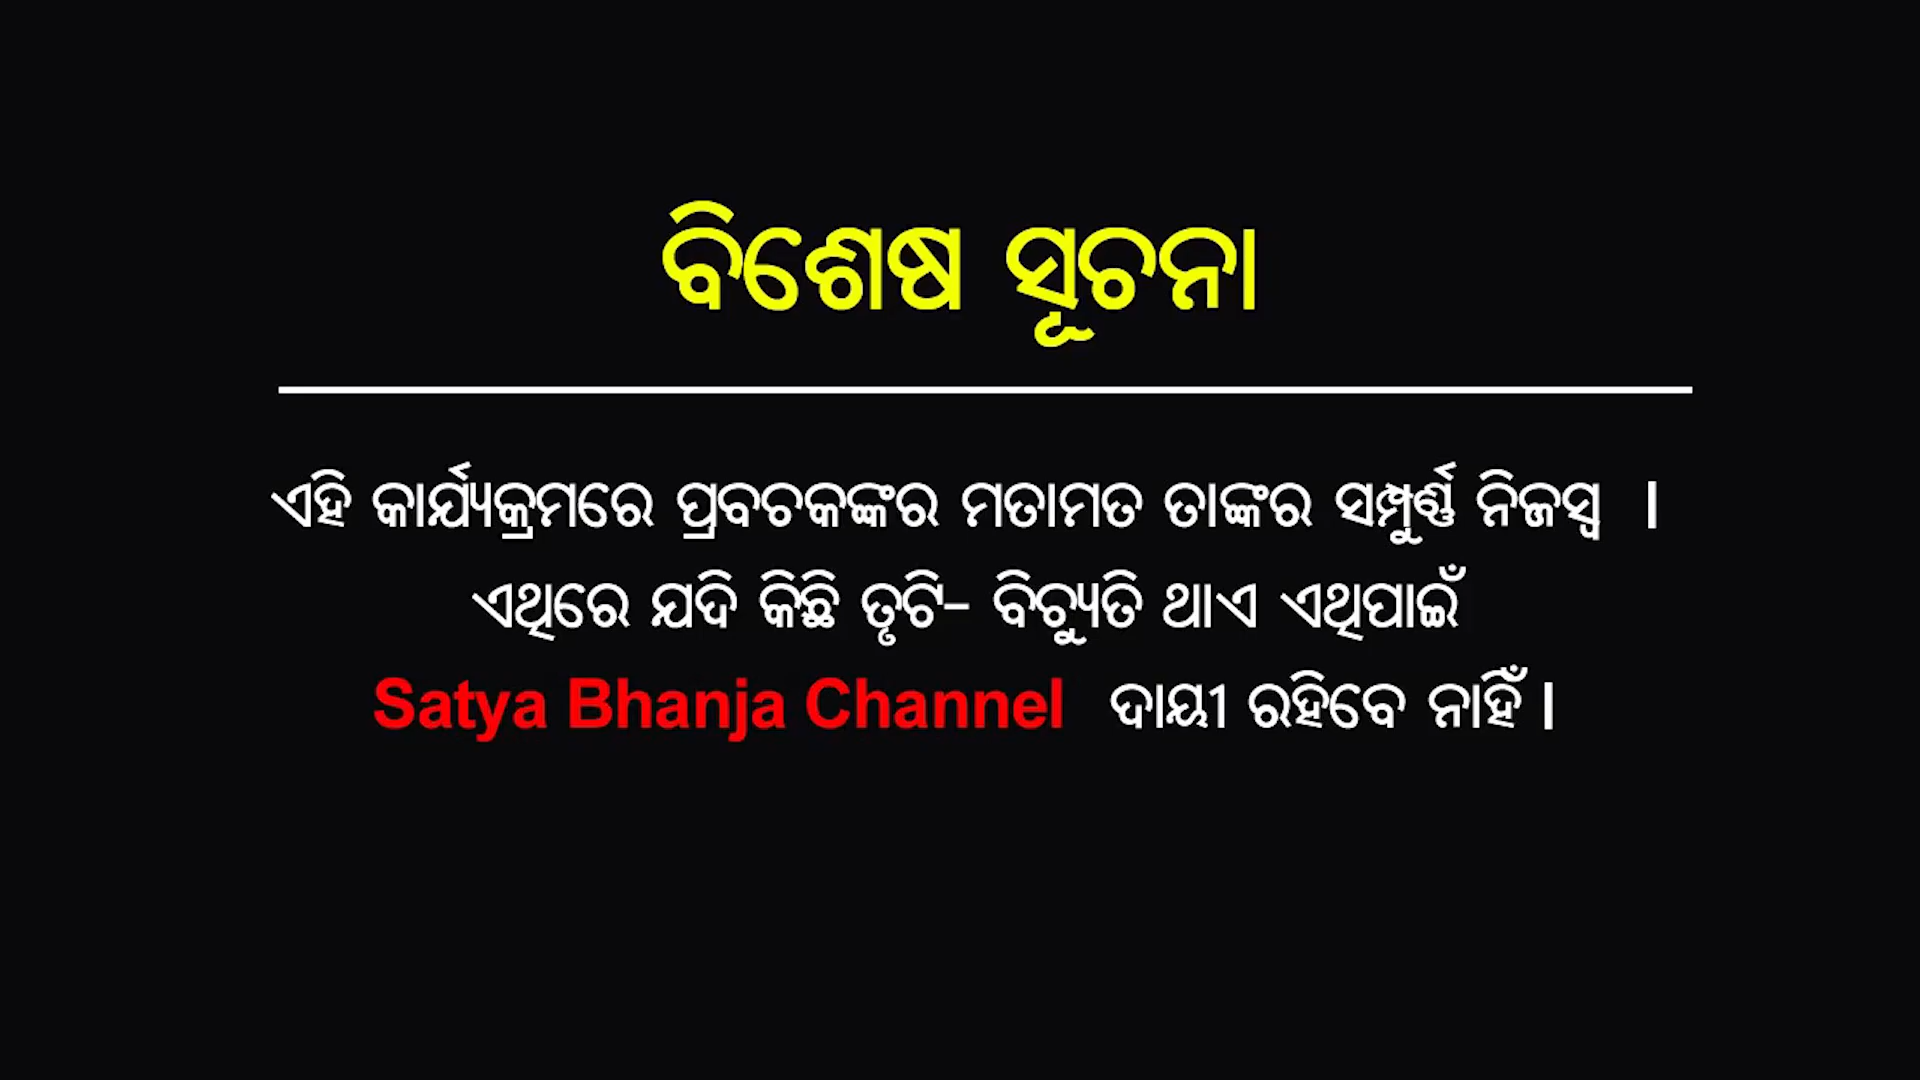 ବିଶେଷ ସୂଚନା
ଏହି କାର୍ଯ୍ୟକ୍ରମରେ ପ୍ରବଚକଙ୍କର ମତାମତ ତାଙ୍କର ସମ୍ପୁର୍ଣ୍ଣ ନିଜସ୍ୱ ।
ଏଥିରେ ଯଦି କିଛି ତୃଟି- ବିଚ୍ୟୁତି ଥାଏ ଏଥିପାଇଁ
Satya Bhanja Channel ଦାୟୀ ରହିବେ ନାହିଁ ।